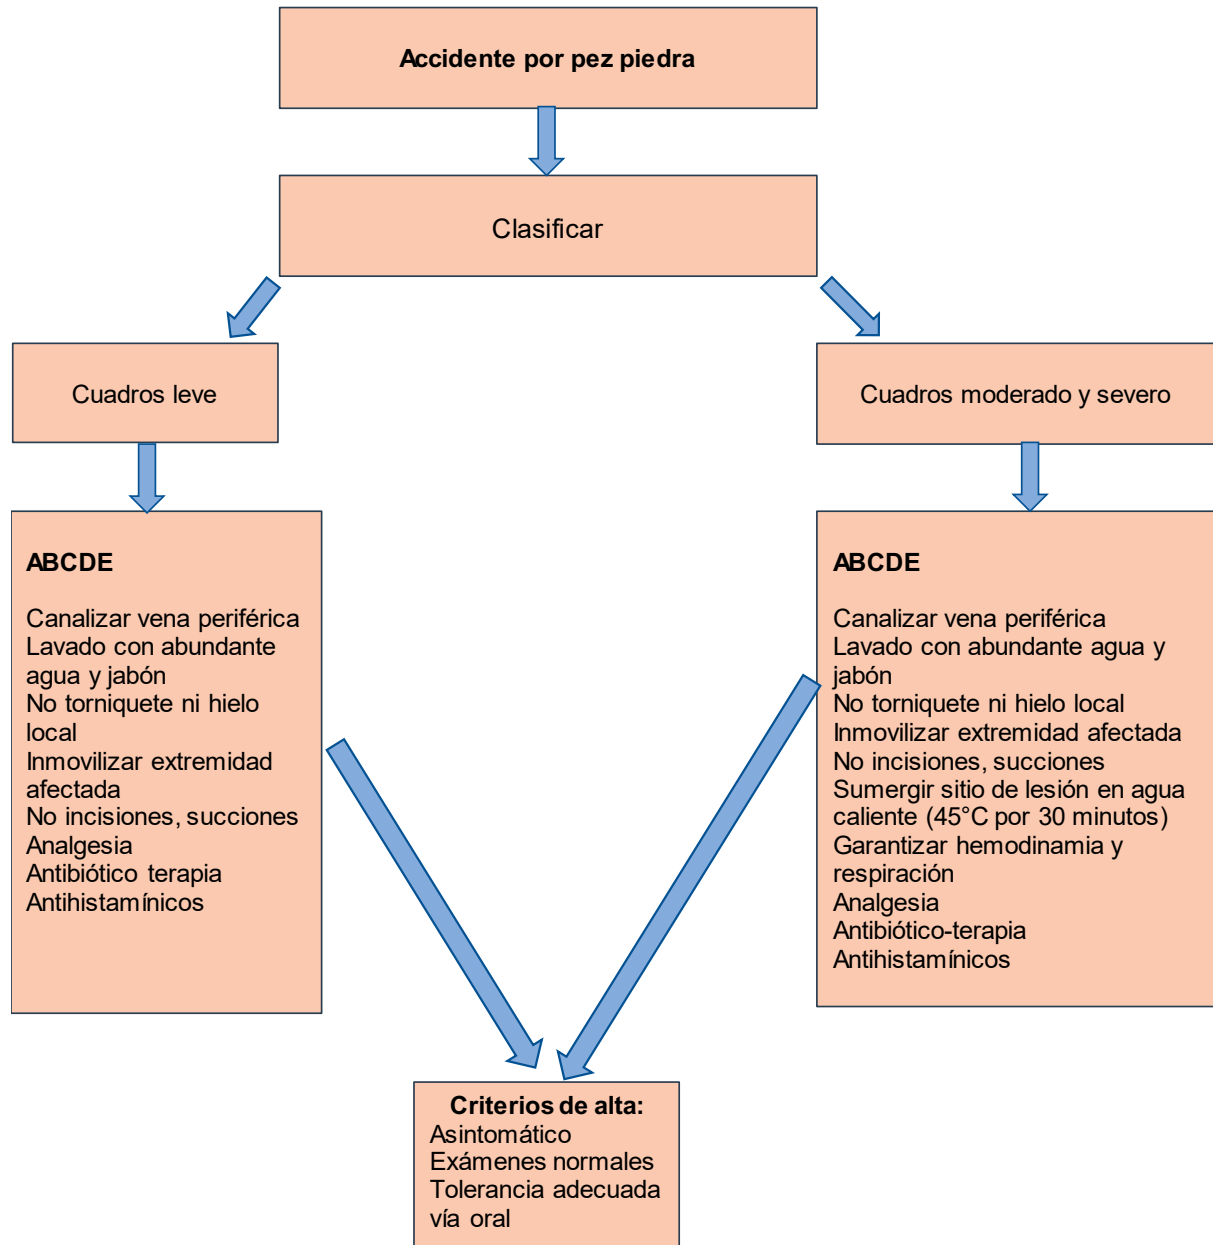 Accidente por pez piedra
Clasificar
Cuadros leve
Cuadros moderado y severo
ABCDE
Canalizar vena periférica
Lavado con abundante
agua y jabón
No torniquete ni hielo
local
Inmovilizar extremidad
afectada
No incisiones, succiones
Analgesia
Antibiótico terapia
Antihistamínicos
ABCDE
Canalizar vena periférica
Lavado con abundante agua y
jabón
No torniquete ni hielo local
Inmovilizar extremidad afectada
No incisiones, succiones
Sumergir sitio de lesión en agua
caliente (45°C por 30 minutos)
Garantizar hemodinamia y
respiración
Analgesia
Antibiótico-terapia
Antihistamínicos
Criterios de alta:
Asintomático
Exámenes normales
Tolerancia adecuada
vía oral